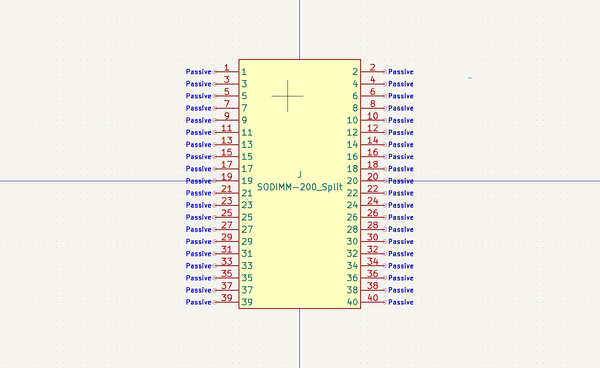 Passive 1 1 2 2 Passive
Passive 3 3 4 4 Passive
Passive 5 5 6 6 Passive
Passive 7 7 8 8 Passive
Passive 9 9 10 10 Passive
Passive 11 11 12 12 Passive
Passive 13 13 14 14 Passive
Passive 15 15 16 16 Passive
Passive 17 17 18 18 Passive
J
Passive 19 19 20 20 Passive
SODIMM-200_Split
Passive 21 21 22 22 Passive
Passive 23 23 24 24 Passive
Passive 25 25 26 26 Passive
Passive 27 27 28 28 Passive
Passive 29 29 30 30 Passive
Passive 31 31 32 32 Passive
Passive 33 33 34 34 Passive
Passive 35 35 36 36 Passive
Passive 37 37 38 38 Passive
Passive 39 39 40 40 Passive